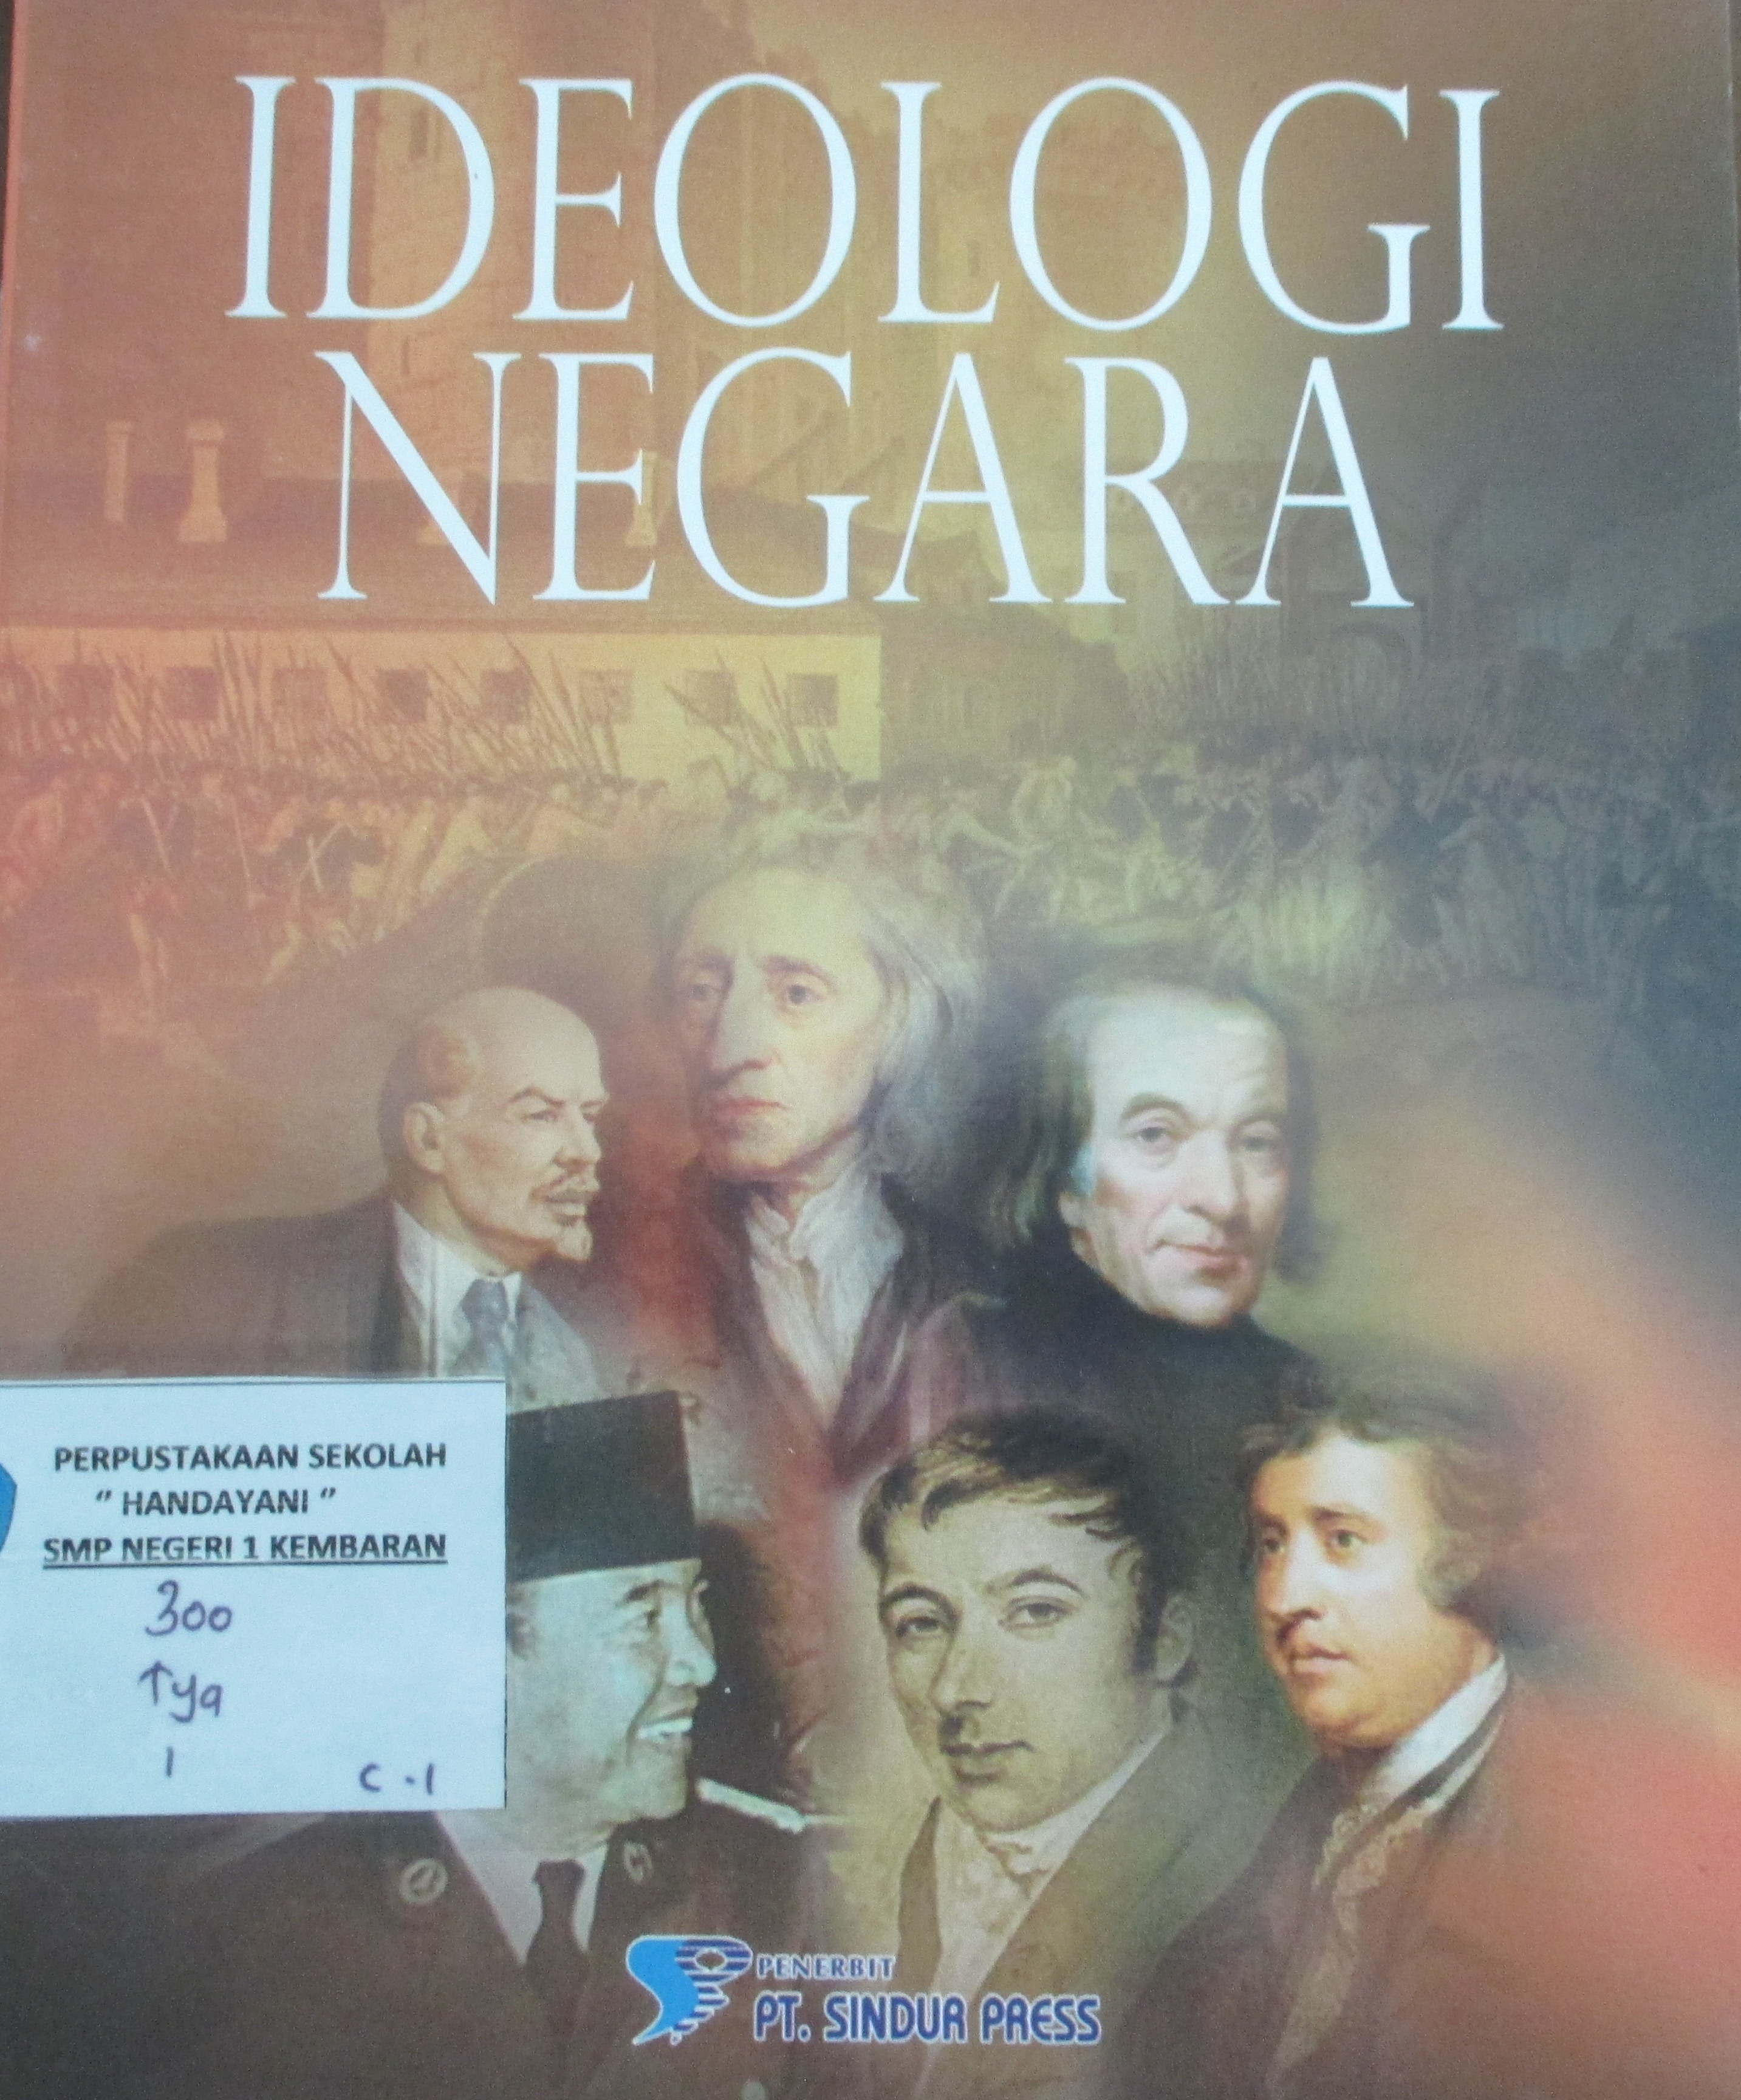 IDEOLOGI
NEGARA
PERPUSTAKAAN SEKOLAH
" HANDAYANI "
SMP NEGERI 1 KEMBARAN
300
Tya
1
C.1
PENERBIT
PT. SINDUR PRESS